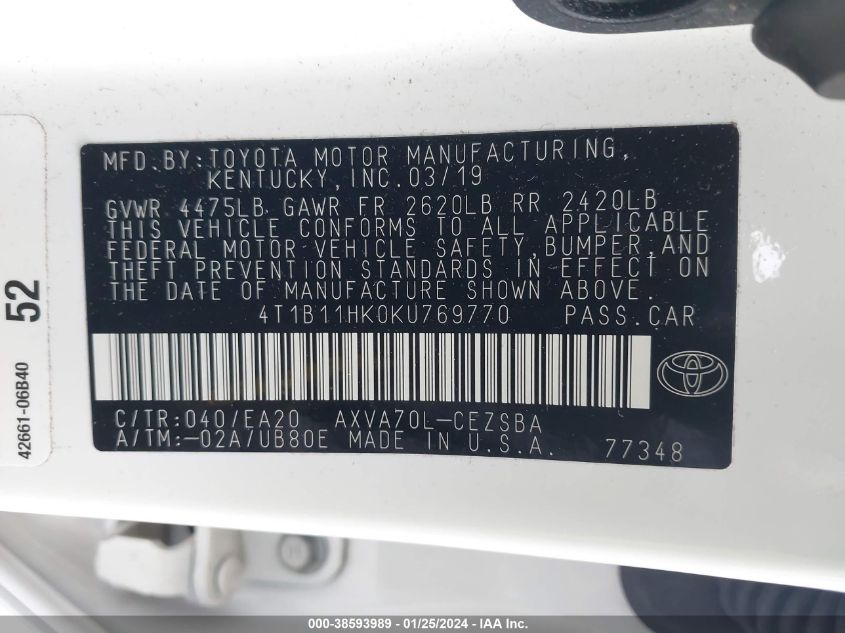 MFD.BY:TOYOTA MOTOR MANUFACTURING,
KENTUCKY,INC.03/19
GVWR 4475LB GAWR FR 2620LB RR 2420LB
THIS VEHICLE CONFORMS TO ALL APPLICABLE
FEDERAL MOTOR VEHICLE SAFETY,BUMPER,AND
THEFT PREVENTION STANDARDS IN EFFECT ON
THE DATE OF MANUFACTURE SHOWN ABOVE.
4T1B11HK0KU769770 PASS.CAR
C/TR:040/EA20 AXVA70L-CEZSBA
A/TM:-02A/UB80E MADE IN U.S.A. 77348
52
42661-06B40
000-38593989 - 01/25/2024 - IAA Inc.